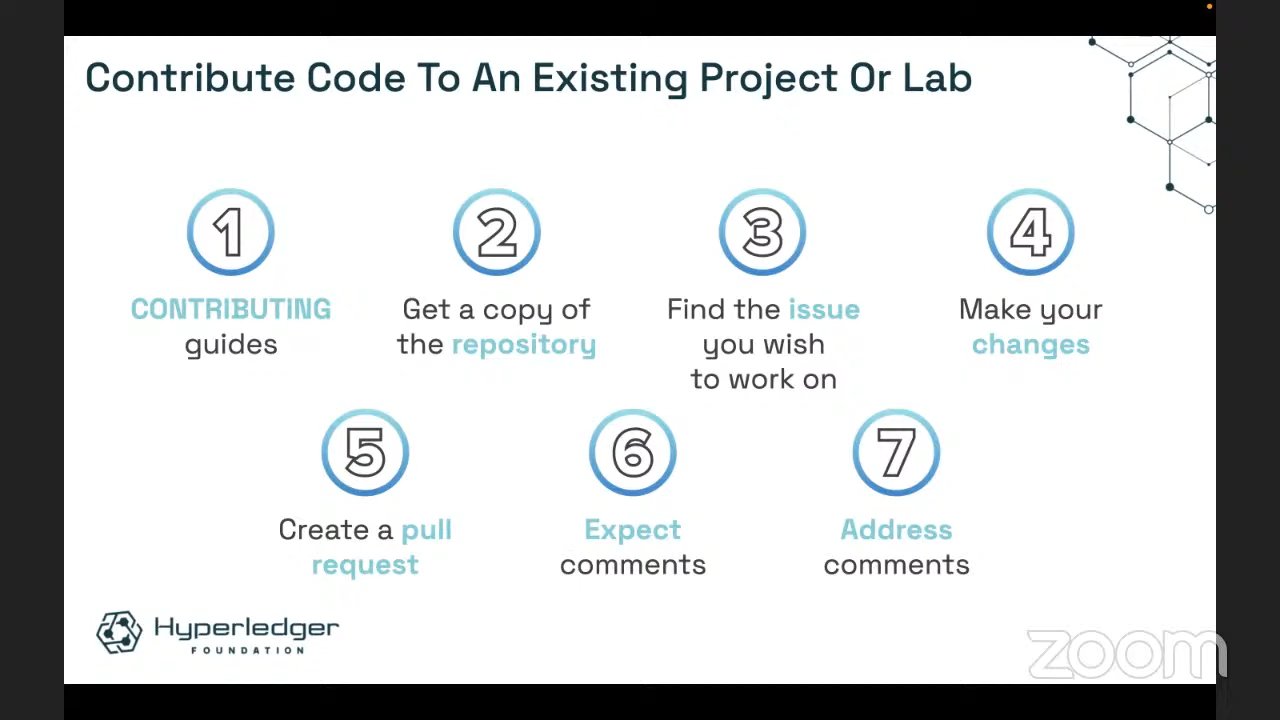 Contribute Code To An Existing Project Or Lab
1
2
3
4
CONTRIBUTING
guides
Get a copy of
the repository
Find the issue
you wish
to work on
Make your
changes
5
6
7
Create a pull
request
Expect
comments
Address
comments
Hyperledger
FOUNDATION
zoom